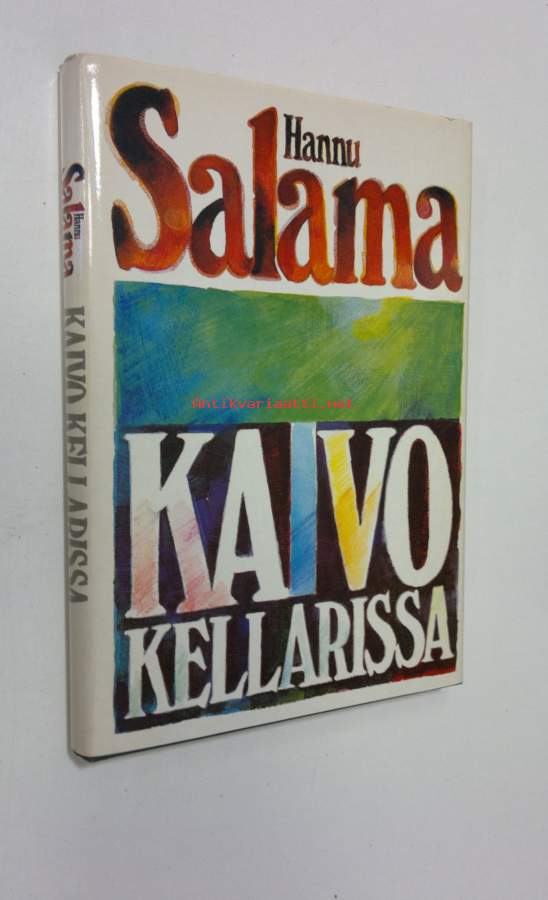 Hannu
Salama
Antikvariaatti.net
KAIVO
KELLARISSA
Hannu
Salama
KAIVO KELLARISSA